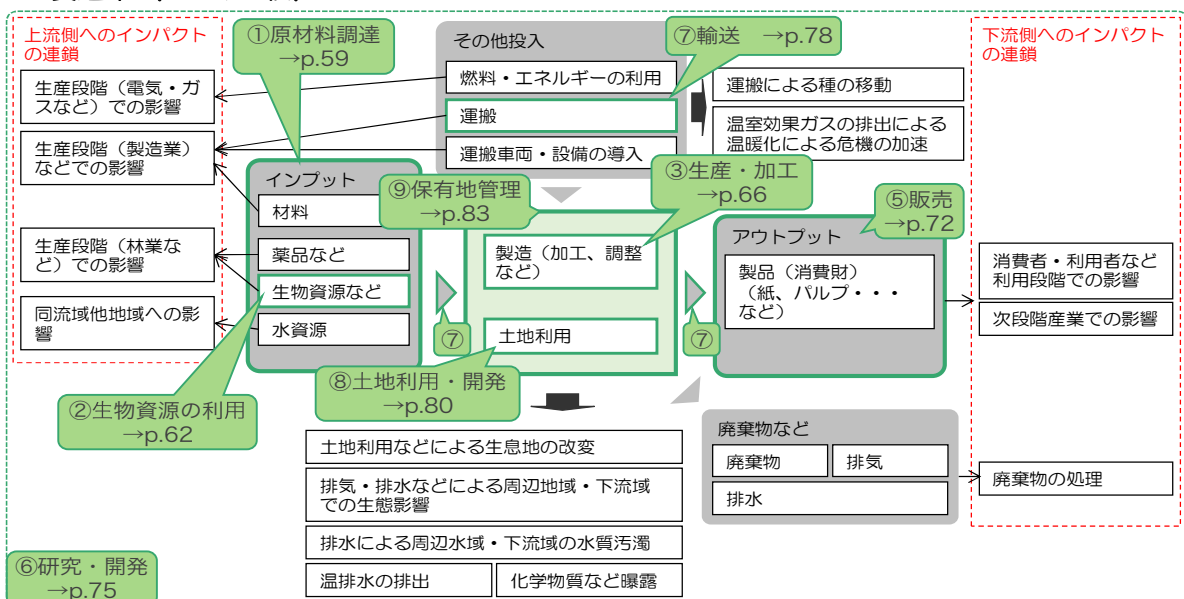 上流側へのインパクト
の連鎖
①原材料調達
→p.59
その他投入
⑦輸送　→p.78
下流側へのインパクト
の連鎖
生産段階（電気・ガ
スなど）での影響
燃料・エネルギーの利用
運搬による種の移動
運搬
温室効果ガスの排出による
温暖化による危機の加速
生産段階（製造業）
などでの影響
運搬車両・設備の導入
インプット
⑨保有地管理
→p.83
③生産・加工
→p.66
⑤販売
→p.72
材料
アウトプット
生産段階（林業な
ど）での影響
薬品など
製造（加工、調整
など）
製品（消費財）
（紙、パルプ・・・
など）
消費者・利用者など
利用段階での影響
生物資源など
同流域他地域への影
響
水資源
⑦
土地利用
⑦
次段階産業での影響
⑧土地利用・開発
→p.80
②生物資源の利用
→p.62
廃棄物など
土地利用などによる生息地の改変
廃棄物
排気
廃棄物の処理
排気・排水などによる周辺地域・下流域
での生態影響
排水
排水による周辺水域・下流域の水質汚濁
⑥研究・開発
→p.75
温排水の排出
化学物質など曝露